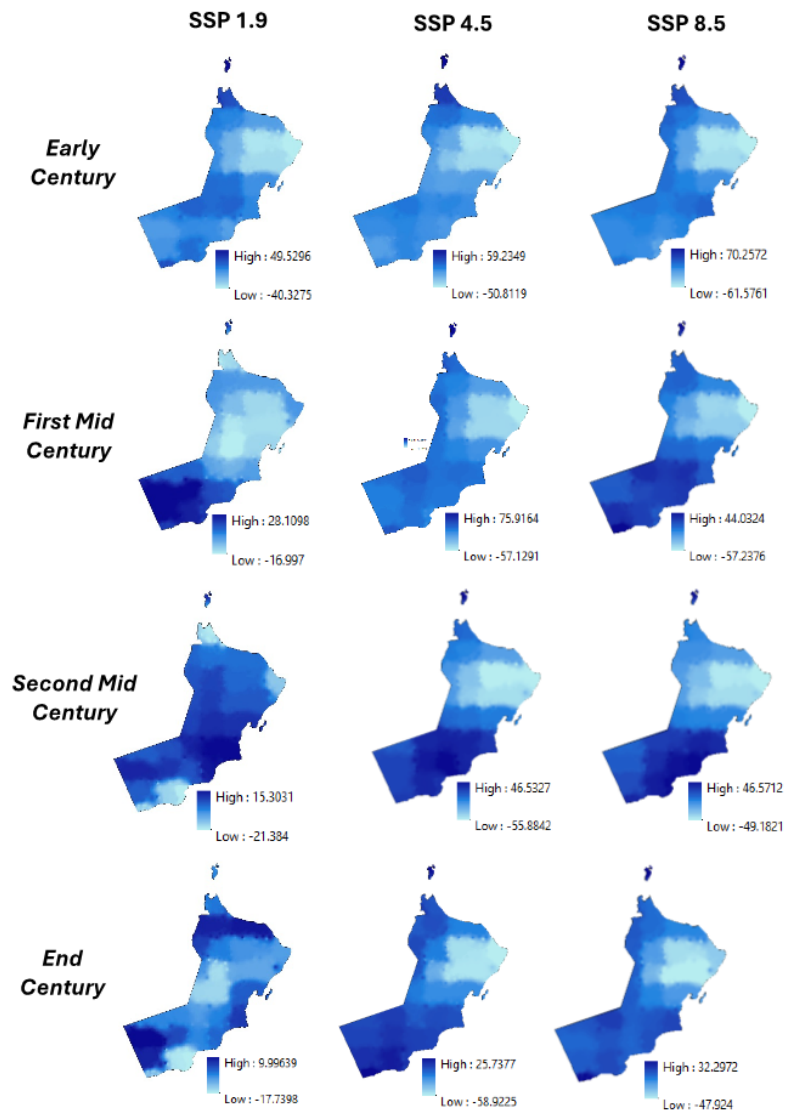 SSP 1.9
SSP 4.5
SSP 8.5
Early
Century
High : 49.5296
Low : -40.3275
High : 59.2349
Low : -50.8119
High : 70.2572
Low : -61.5761
First Mid
Century
High : 28.1098
Low : -16.997
High : 75.9164
Low : -57.1291
High : 44.0324
Low : -57.2376
Second Mid
Century
High : 15.3031
Low : -21.384
High : 46.5327
Low : -55.8842
High : 46.5712
Low : -49.1821
End
Century
High : 9.99639
Low : -17.7398
High : 25.7377
Low : -58.9225
High : 32.2972
Low : -47.924